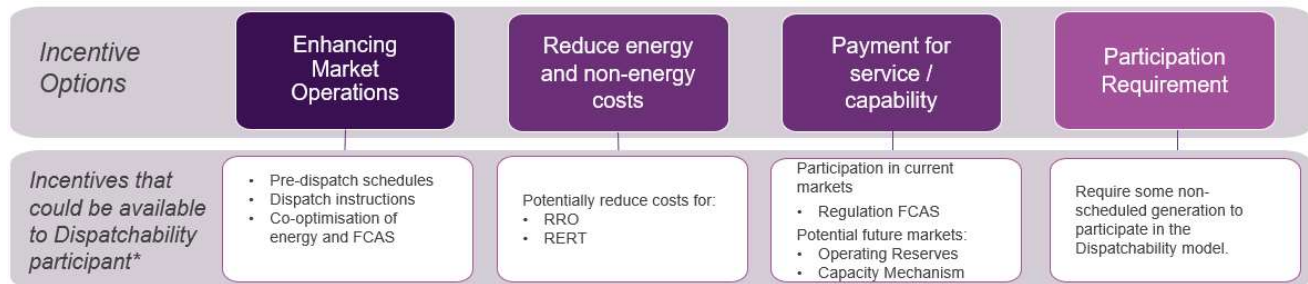 Incentive
Options
Enhancing
Market
Operations
Reduce energy
and non-energy
costs
Payment for
service /
capability
Participation
Requirement
Incentives that
could be available
to Dispatchability
participant*
• Pre-dispatch schedules
• Dispatch instructions
• Co-optimisation of
energy and FCAS
Potentially reduce costs for:
• RRO
• RERT
Participation in current
markets
• Regulation FCAS
Potential future markets:
• Operating Reserves
• Capacity Mechanism
Require some non-
scheduled generation to
participate in the
Dispatchability model.